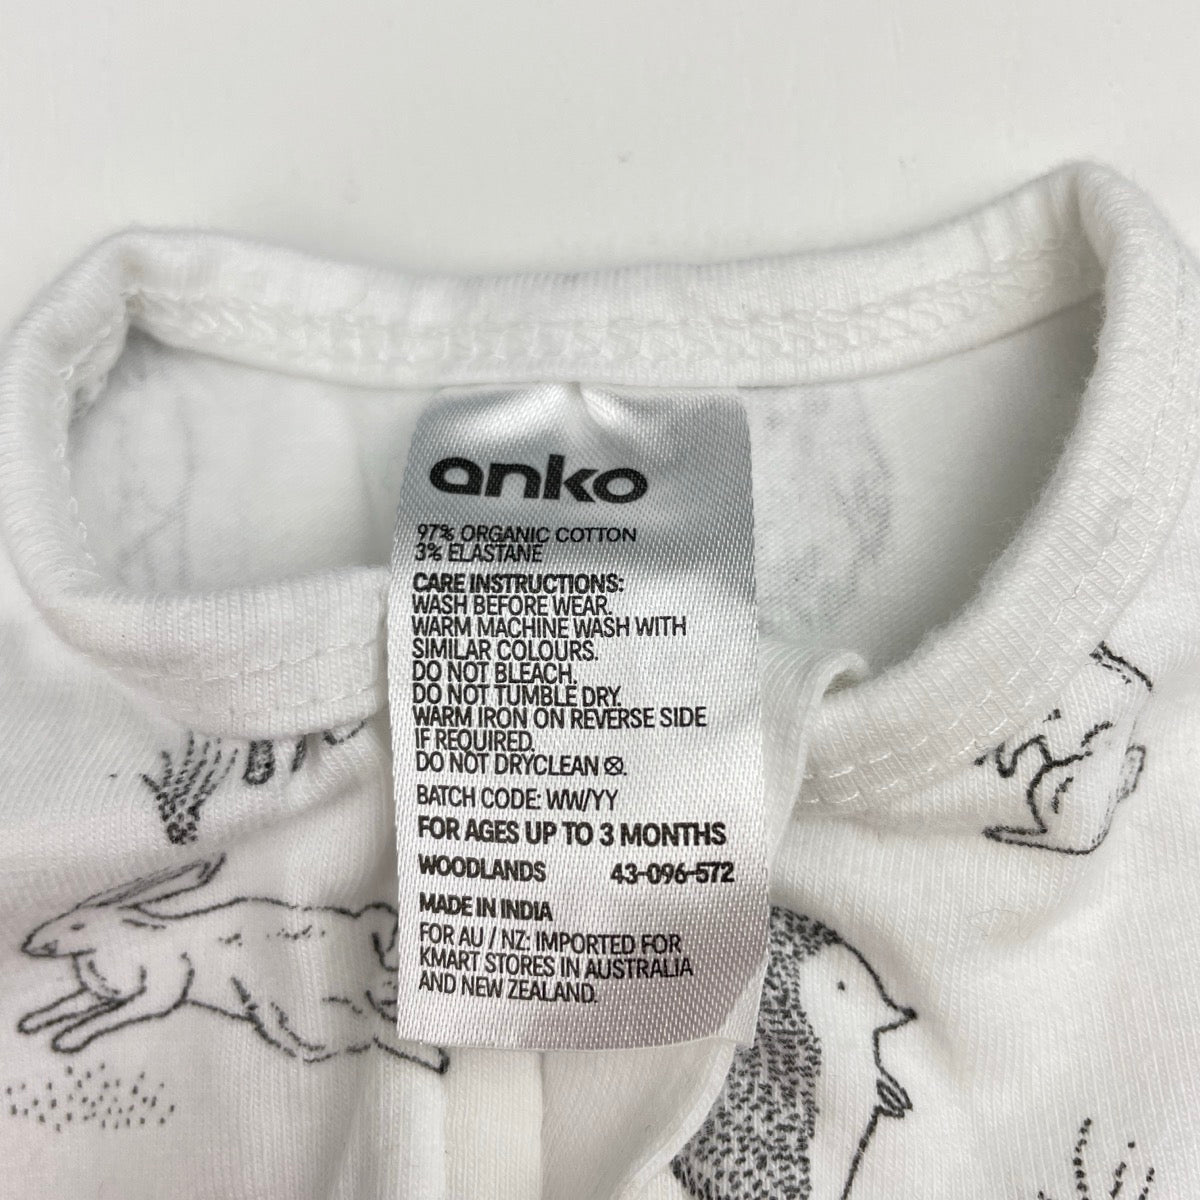 anko
97% ORGANIC COTTON
3% ELASTANE
CARE INSTRUCTIONS:
WASH BEFORE WEAR.
WARM MACHINE WASH WITH
SIMILAR COLOURS.
DO NOT BLEACH.
DO NOT TUMBLE DRY.
WARM IRON ON REVERSE SIDE
IF REQUIRED.
DO NOT DRYCLEAN ⊗.
BATCH CODE: WW/YY
FOR AGES UP TO 3 MONTHS
WOODLANDS 43-096-572
MADE IN INDIA
FOR AU / NZ: IMPORTED FOR
KMART STORES IN AUSTRALIA
AND NEW ZEALAND.